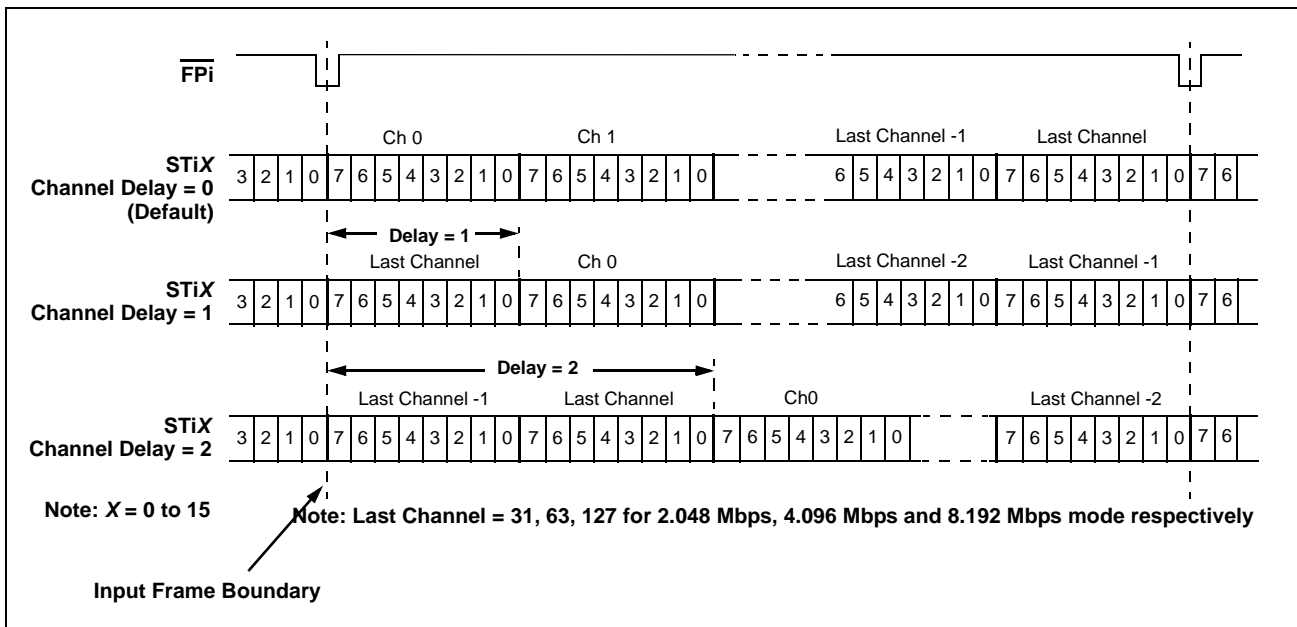 FPi
Ch 0 Ch 1 Last Channel -1 Last Channel
STiX
Channel Delay = 0
(Default)
3 2 1 0 7 6 5 4 3 2 1 0 7 6 5 4 3 2 1 0 6 5 4 3 2 1 0 7 6 5 4 3 2 1 0 7 6
Delay = 1
Last Channel Ch 0 Last Channel -2 Last Channel -1
STiX
Channel Delay = 1
3 2 1 0 7 6 5 4 3 2 1 0 7 6 5 4 3 2 1 0 6 5 4 3 2 1 0 7 6 5 4 3 2 1 0 7 6
Delay = 2
Last Channel -1 Last Channel Ch0 Last Channel -2
STiX
Channel Delay = 2
3 2 1 0 7 6 5 4 3 2 1 0 7 6 5 4 3 2 1 0 7 6 5 4 3 2 1 0 7 6 5 4 3 2 1 0 7 6
Note: X = 0 to 15
Note: Last Channel = 31, 63, 127 for 2.048 Mbps, 4.096 Mbps and 8.192 Mbps mode respectively
Input Frame Boundary